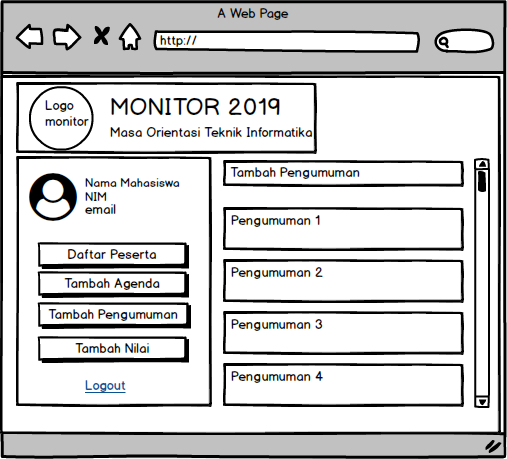 A Web Page
http://
Logo
monitor
MONITOR 2019
Masa Orientasi Teknik Informatika
Nama Mahasiswa
NIM
email
Daftar Peserta
Tambah Agenda
Tambah Pengumuman
Tambah Nilai
Logout
Tambah Pengumuman
Pengumuman 1
Pengumuman 2
Pengumuman 3
Pengumuman 4